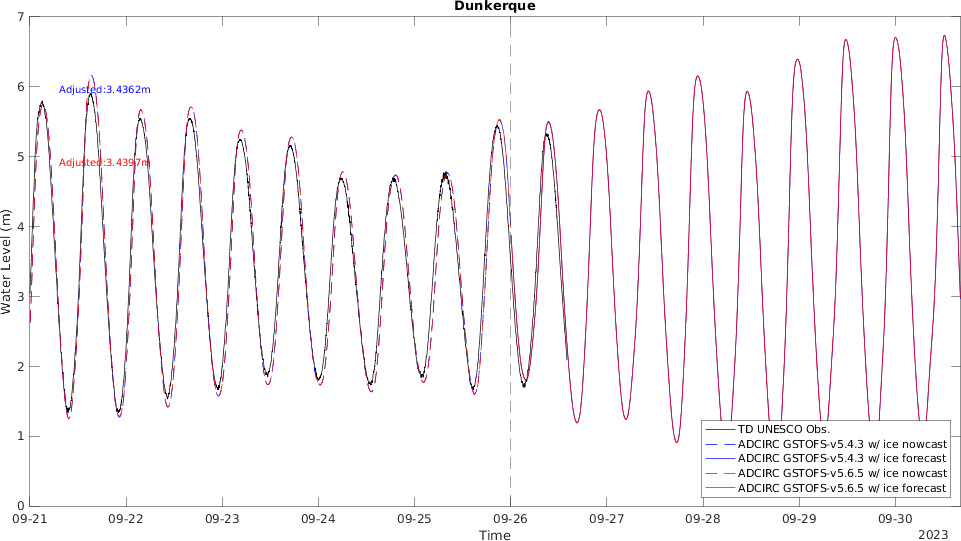 Dunkerque
7
6
5
4
3
2
1
0
Water Level (m)
Adjusted:3.4362m
Adjusted:3.4397m
TD UNESCO Obs.
ADCIRC GSTOFS-v5.4.3 w/ ice nowcast
ADCIRC GSTOFS-v5.4.3 w/ ice forecast
ADCIRC GSTOFS-v5.6.5 w/ ice nowcast
ADCIRC GSTOFS-v5.6.5 w/ ice forecast
09-21 09-22 09-23 09-24 09-25 09-26 09-27 09-28 09-29 09-30
Time
2023